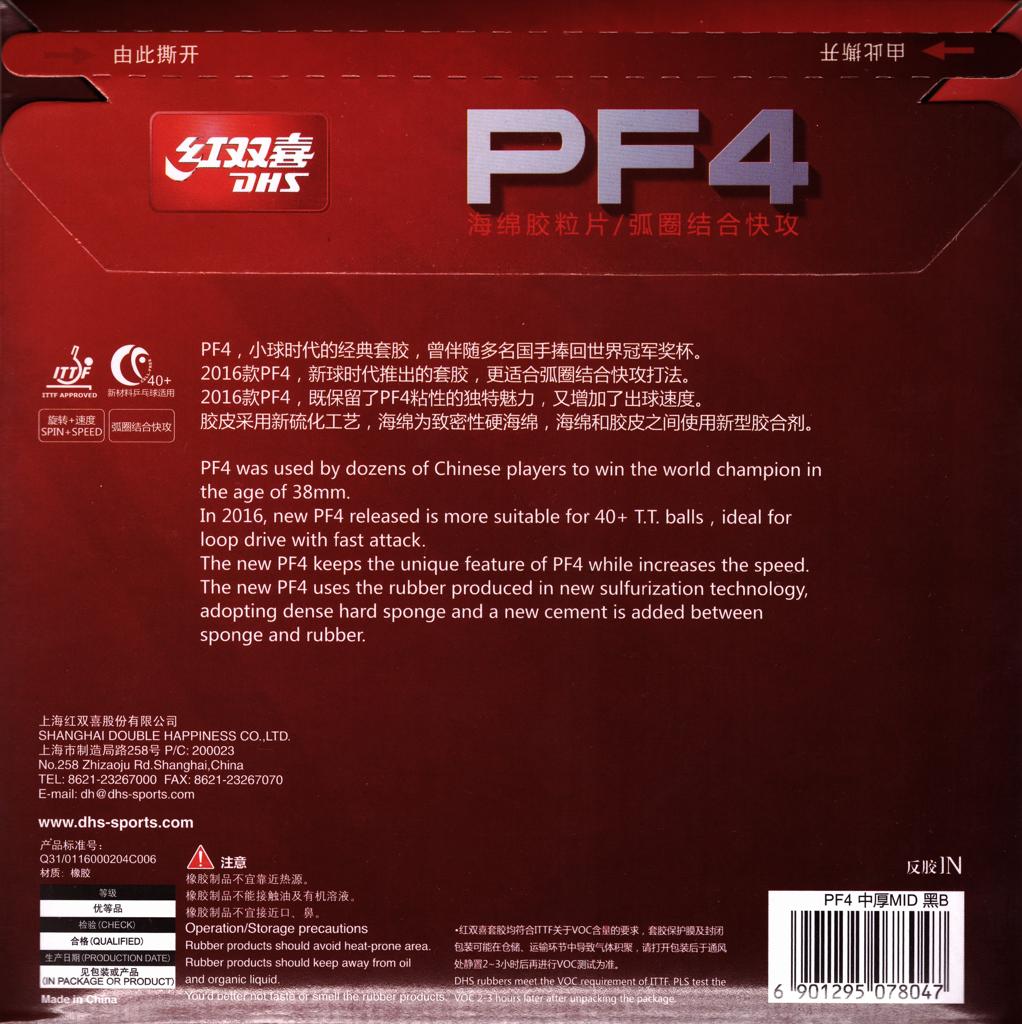 由此撕开
由此撕开
红双喜
DHS
PF4
海绵胶粒片/弧圈结合快攻
ITTF
ITTF APPROVED
40+
新材料乒乓球适用
旋转+速度
SPIN+SPEED
弧圈结合快攻
PF4，小球时代的经典套胶，曾伴随多名国手捧回世界冠军奖杯。
2016款PF4，新球时代推出的套胶，更适合弧圈结合快攻打法。
2016款PF4，既保留了PF4粘性的独特魅力，又增加了出球速度。
胶皮采用新硫化工艺，海绵为致密性硬海绵，海绵和胶皮之间使用新型胶合剂。
PF4 was used by dozens of Chinese players to win the world champion in
the age of 38mm.
In 2016, new PF4 released is more suitable for 40+ T.T. balls，ideal for
loop drive with fast attack.
The new PF4 keeps the unique feature of PF4 while increases the speed.
The new PF4 uses the rubber produced in new sulfurization technology,
adopting dense hard sponge and a new cement is added between
sponge and rubber.
上海红双喜股份有限公司
SHANGHAI DOUBLE HAPPINESS CO.,LTD.
上海市制造局路258号 P/C: 200023
No.258 Zhizaoju Rd.Shanghai,China
TEL: 8621-23267000 FAX: 8621-23267070
E-mail: dh@dhs-sports.com
www.dhs-sports.com
产品标准号：
Q31/0116000204C006
材质：橡胶
等级
优等品
检验(CHECK)
合格(QUALIFIED)
生产日期(PRODUCTION DATE)
见包装或产品
(IN PACKAGE OR PRODUCT)
Made in China
注意
橡胶制品不宜靠近热源。
橡胶制品不能接触油及有机溶液。
橡胶制品不宜接近口、鼻。
Operation/Storage precautions
Rubber products should avoid heat-prone area.
Rubber products should keep away from oil
and organic liquid.
You'd better not taste or smell the rubber products.
•红双喜套胶均符合ITTF关于VOC含量的要求，套胶保护膜及封闭
包装可能在仓储、运输环节中导致气体积聚，请打开包装后于通风
处静置2~3小时后再进行VOC测试为准。
DHS rubbers meet the VOC requirement of ITTF. PLS test the
VOC 2-3 hours later after unpacking the package.
反胶IN
PF4 中厚MID 黑B
6 901295 078047